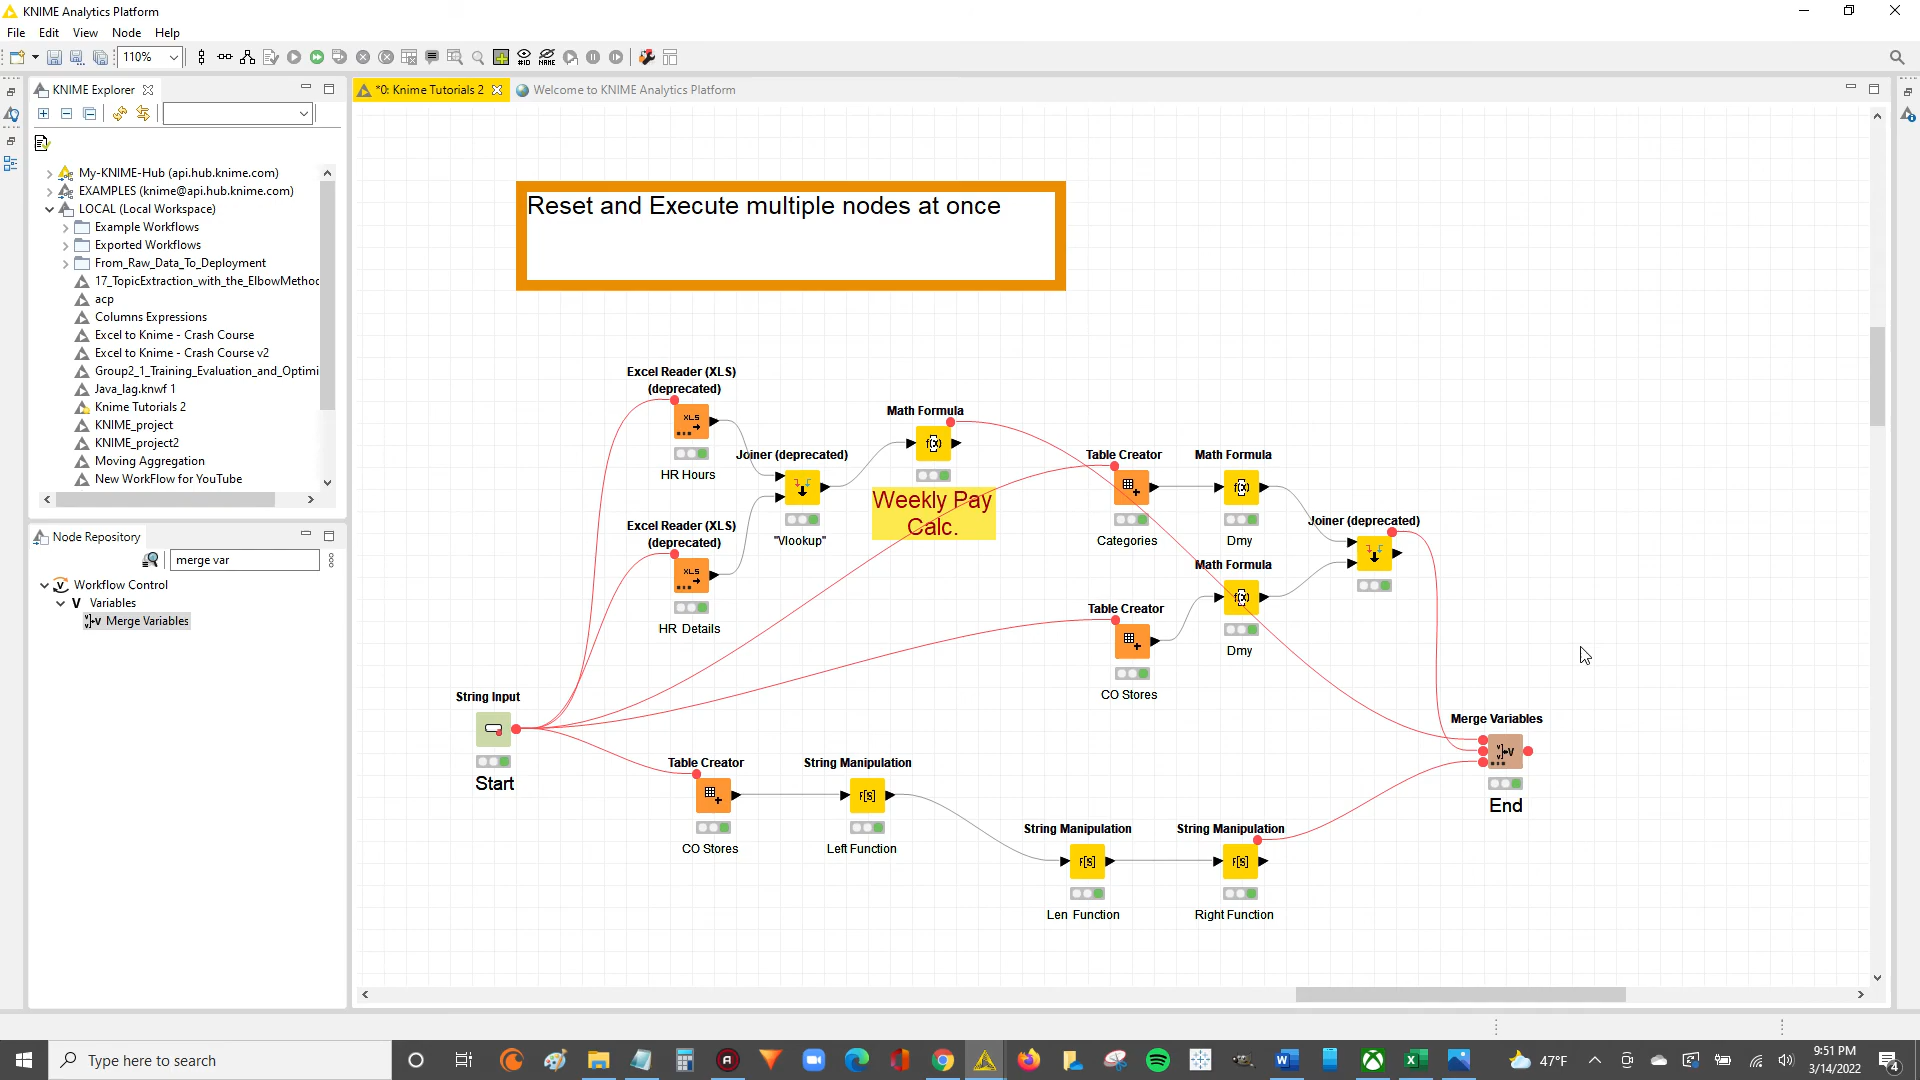 KNIME Analytics Platform
File Edit View Node Help
110%
KNIME Explorer
*0: Knime Tutorials 2
Welcome to KNIME Analytics Platform
My-KNIME-Hub (api.hub.knime.com)
EXAMPLES (knime@api.hub.knime.com)
LOCAL (Local Workspace)
Example Workflows
Exported Workflows
From_Raw_Data_To_Deployment
17_TopicExtraction_with_the_ElbowMethod
acp
Columns Expressions
Excel to Knime - Crash Course
Excel to Knime - Crash Course v2
Group2_1_Training_Evaluation_and_Optimi
Java_lag.knwf 1
Knime Tutorials 2
KNIME_project
KNIME_project2
Moving Aggregation
New WorkFlow for YouTube
Node Repository
merge var
Workflow Control
V Variables
Merge Variables
Reset and Execute multiple nodes at once
Excel Reader (XLS)
(deprecated)
XLS
HR Hours
Excel Reader (XLS)
(deprecated)
XLS
HR Details
Joiner (deprecated)
"Vlookup"
Math Formula
f(x)
Weekly Pay
Calc.
Table Creator
Categories
Math Formula
f(x)
Dmy
Joiner (deprecated)
Math Formula
f(x)
Dmy
Table Creator
CO Stores
String Input
Start
Table Creator
CO Stores
String Manipulation
F[S]
Left Function
String Manipulation
F[S]
Len Function
String Manipulation
F[S]
Right Function
Merge Variables
End
Type here to search
47°F
9:51 PM
3/14/2022
4